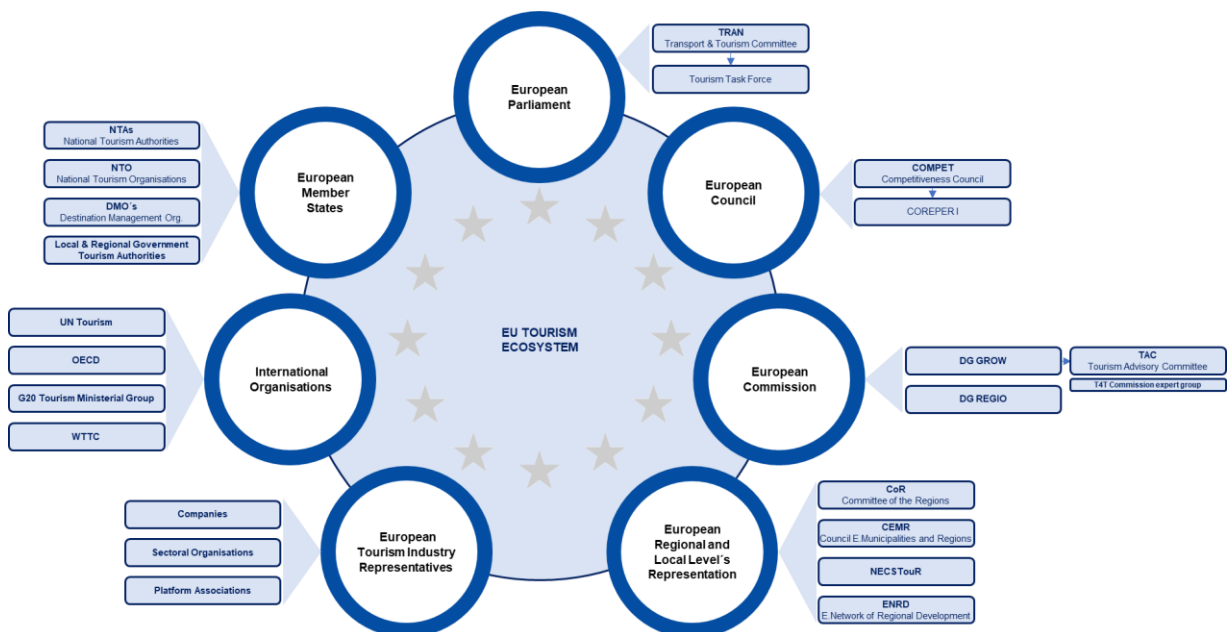 TRAN
Transport & Tourism Committee
Tourism Task Force
European
Parliament
NTAs
National Tourism Authorities
NTO
National Tourism Organisations
DMO´s
Destination Management Org.
Local & Regional Government
Tourism Authorities
European
Member
States
European
Council
COMPET
Competitiveness Council
COREPER I
UN Tourism
OECD
G20 Tourism Ministerial Group
WTTC
International
Organisations
EU TOURISM
ECOSYSTEM
European
Commission
DG GROW
DG REGIO
TAC
Tourism Advisory Committee
T4T Commission expert group
Companies
Sectoral Organisations
Platform Associations
European
Tourism Industry
Representatives
European
Regional and
Local Level´s
Representation
CoR
Committee of the Regions
CEMR
Council E.Municipalities and Regions
NECSTouR
ENRD
E.Network of Regional Development